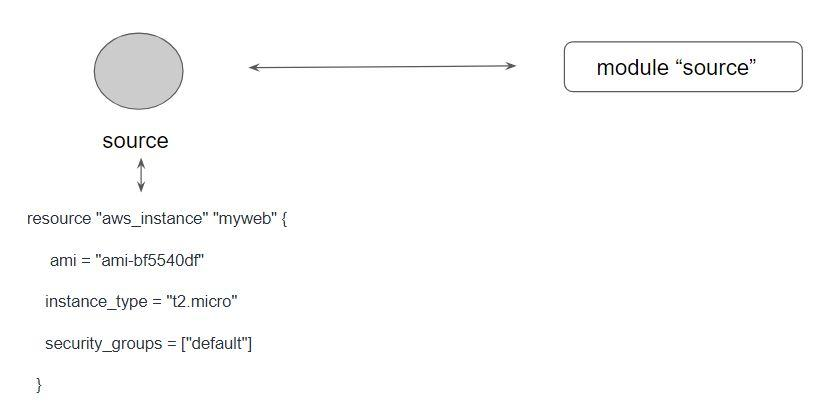 module “source”
source
resource "aws_instance" "myweb" {
ami = "ami-bf5540df"
instance_type = "t2.micro"
security_groups = ["default"]
}